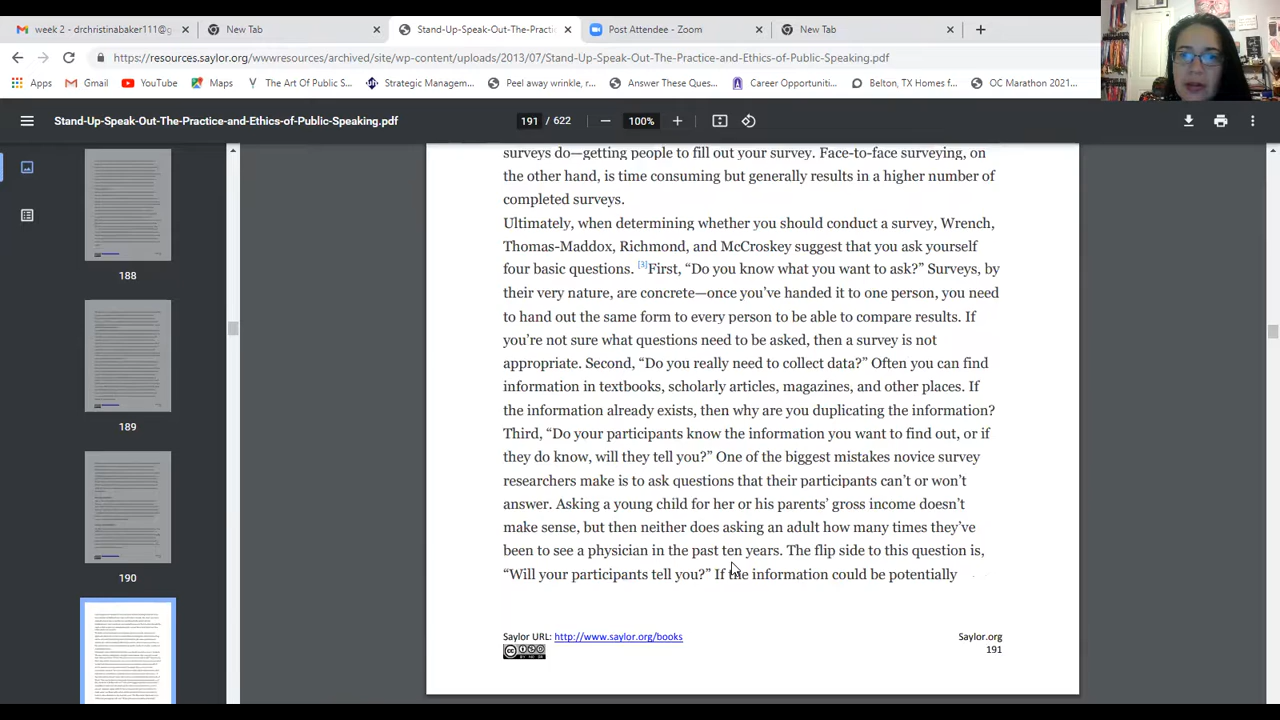 week 2 - drchristinabaker111@g
New Tab
Stand-Up-Speak-Out-The-Practic
Post Attendee - Zoom
New Tab
https://resources.saylor.org/wwwresources/archived/site/wp-content/uploads/2013/07/Stand-Up-Speak-Out-The-Practice-and-Ethics-of-Public-Speaking.pdf
Apps
Gmail
YouTube
Maps
The Art Of Public S...
Strategic Managem...
Peel away wrinkle, r...
Answer These Ques...
Career Opportuniti...
Belton, TX Homes f...
OC Marathon 2021...
Stand-Up-Speak-Out-The-Practice-and-Ethics-of-Public-Speaking.pdf
191 / 622
100%
188
189
190
surveys do—getting people to fill out your survey. Face-to-face surveying, on
the other hand, is time consuming but generally results in a higher number of
completed surveys.
Ultimately, when determining whether you should conduct a survey, Wrench,
Thomas-Maddox, Richmond, and McCroskey suggest that you ask yourself
four basic questions. [3]First, “Do you know what you want to ask?” Surveys, by
their very nature, are concrete—once you’ve handed it to one person, you need
to hand out the same form to every person to be able to compare results. If
you’re not sure what questions need to be asked, then a survey is not
appropriate. Second, “Do you really need to collect data?” Often you can find
information in textbooks, scholarly articles, magazines, and other places. If
the information already exists, then why are you duplicating the information?
Third, “Do your participants know the information you want to find out, or if
they do know, will they tell you?” One of the biggest mistakes novice survey
researchers make is to ask questions that their participants can’t or won’t
answer. Asking a young child for her or his parents’ gross income doesn’t
make sense, but then neither does asking an adult how many times they’ve
been to see a physician in the past ten years. The flip side to this question is,
“Will your participants tell you?” If the information could be potentially
Saylor URL: http://www.saylor.org/books
Saylor.org
191